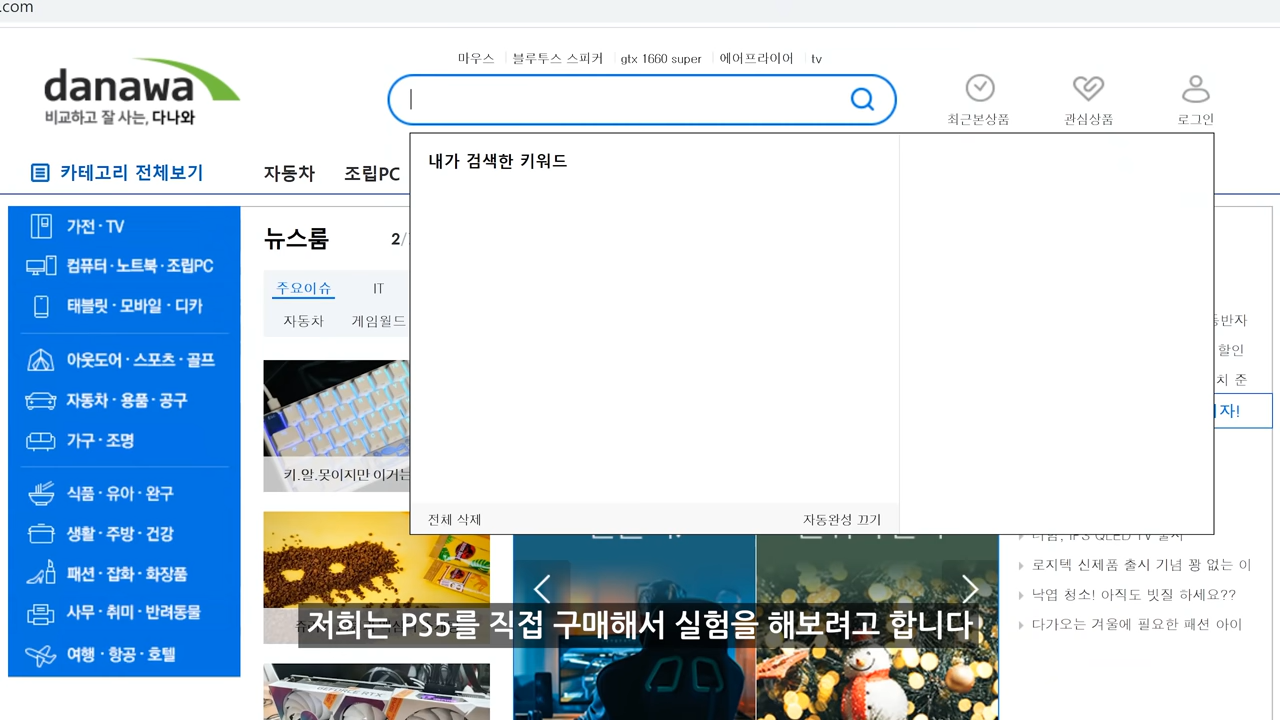 .com
마우스
블루투스 스피커
gtx 1660 super
에어프라이어
tv
danawa
비교하고 잘 사는, 다나와
최근본상품
관심상품
로그인
카테고리 전체보기
자동차
조립PC
내가 검색한 키워드
가전·TV
컴퓨터·노트북·조립PC
태블릿·모바일·디카
아웃도어·스포츠·골프
자동차·용품·공구
가구·조명
식품·유아·완구
생활·주방·건강
패션·잡화·화장품
사무·취미·반려동물
여행·항공·호텔
뉴스룸
2/
주요이슈
IT
자동차
게임월드
키.알.못이지만 이거는
전체 삭제
자동완성 끄기
동반자
할인
치 준
자!
로지텍 신제품 출시 기념 꽝 없는 이
낙엽 청소! 아직도 빗질 하세요??
다가오는 겨울에 필요한 패션 아이
저희는 PS5를 직접 구매해서 실험을 해보려고 합니다
GEFORCE RTX